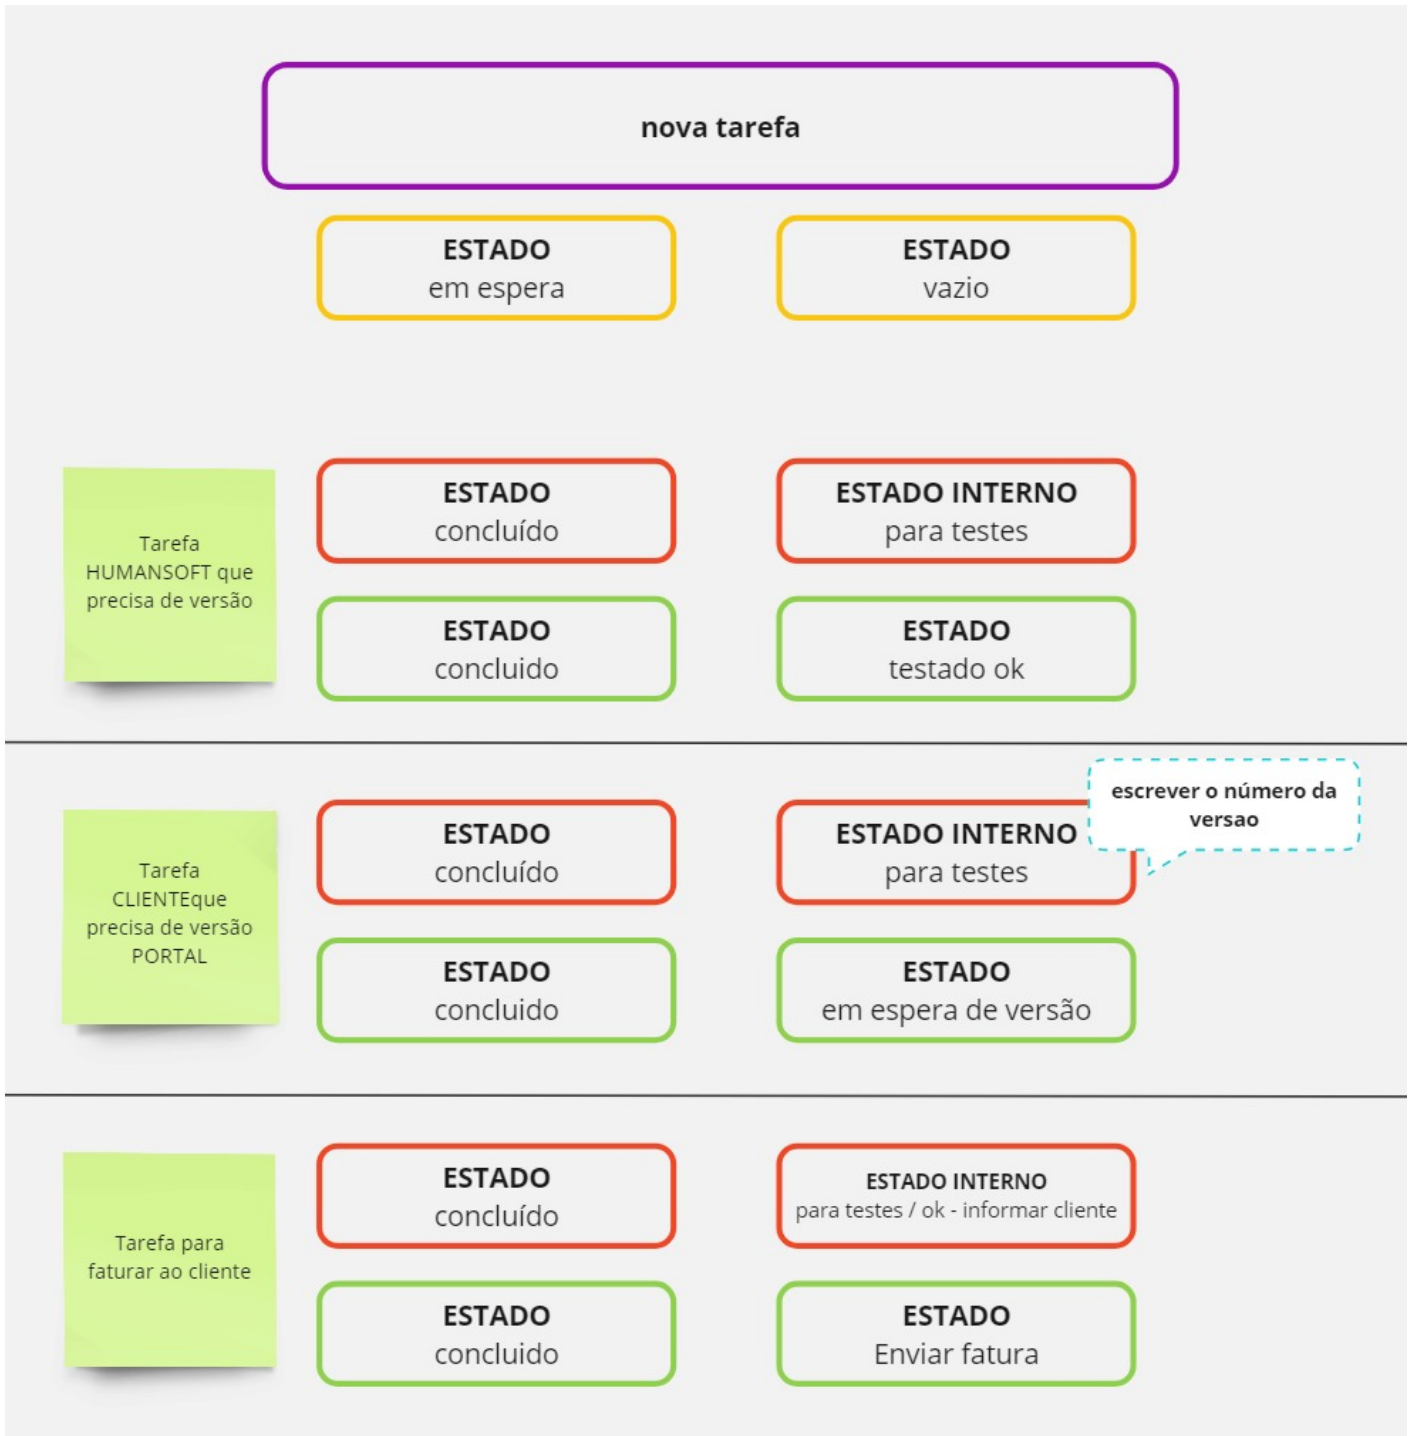 nova tarefa
ESTADO
em espera
ESTADO
vazio
Tarefa
HUMANSOFT que
precisa de versão
ESTADO
concluído
ESTADO INTERNO
para testes
ESTADO
concluido
ESTADO
testado ok
escrever o número da
versao
Tarefa
CLIENTEque
precisa de versão
PORTAL
ESTADO
concluído
ESTADO INTERNO
para testes
ESTADO
concluido
ESTADO
em espera de versão
Tarefa para
faturar ao cliente
ESTADO
concluído
ESTADO INTERNO
para testes / ok - informar cliente
ESTADO
concluido
ESTADO
Enviar fatura